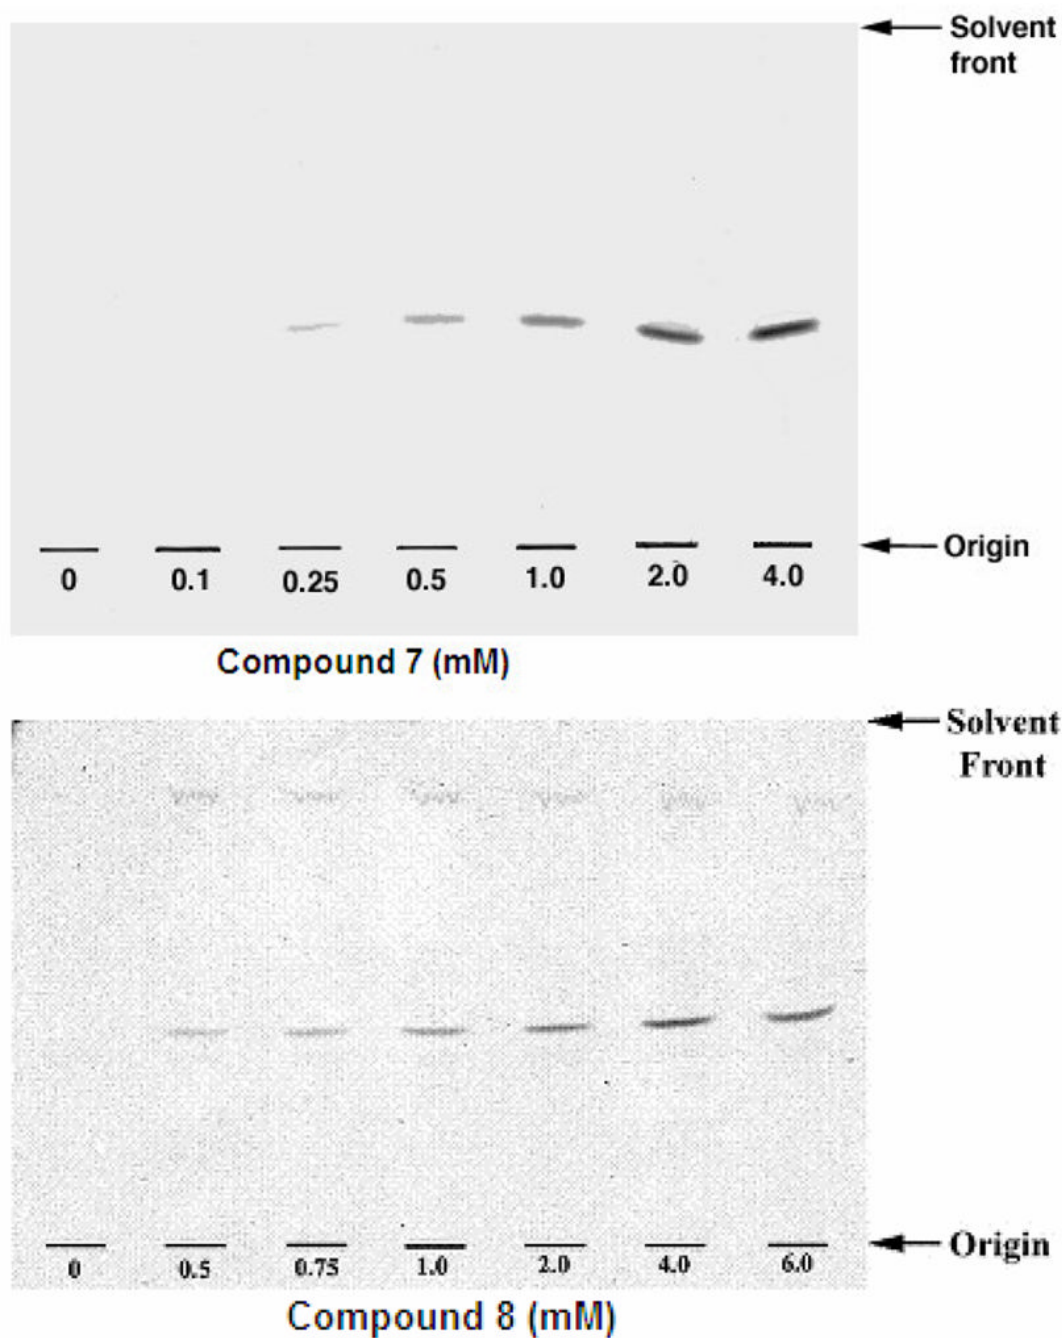 Solvent
front
Origin
0 0.1 0.25 0.5 1.0 2.0 4.0
Compound 7 (mM)
Solvent
Front
Origin
0 0.5 0.75 1.0 2.0 4.0 6.0
Compound 8 (mM)